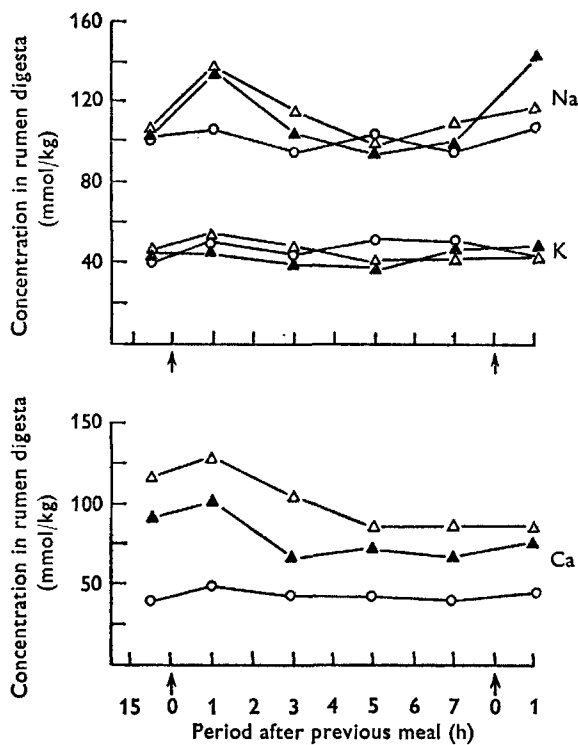 Concentration in rumen digesta
(mmol/kg)
160
120
80
40
Na
K
Concentration in rumen digesta
(mmol/kg)
150
100
50
Ca
15 0 1 2 3 4 5 6 7 0 1
Period after previous meal (h)